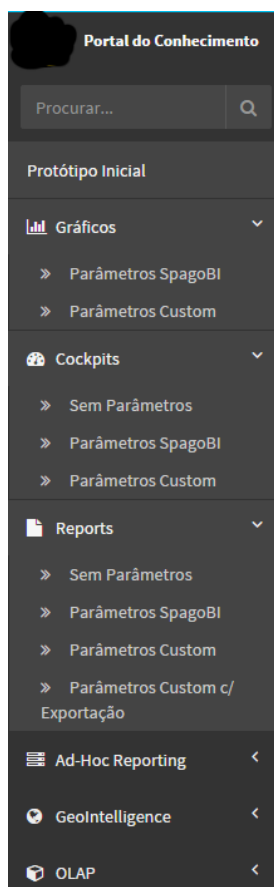 Portal do Conhecimento
Procurar...
Protótipo Inicial
Gráficos
Parâmetros SpagoBI
Parâmetros Custom
Cockpits
Sem Parâmetros
Parâmetros SpagoBI
Parâmetros Custom
Reports
Sem Parâmetros
Parâmetros SpagoBI
Parâmetros Custom
Parâmetros Custom c/
Exportação
Ad-Hoc Reporting
GeoIntelligence
OLAP